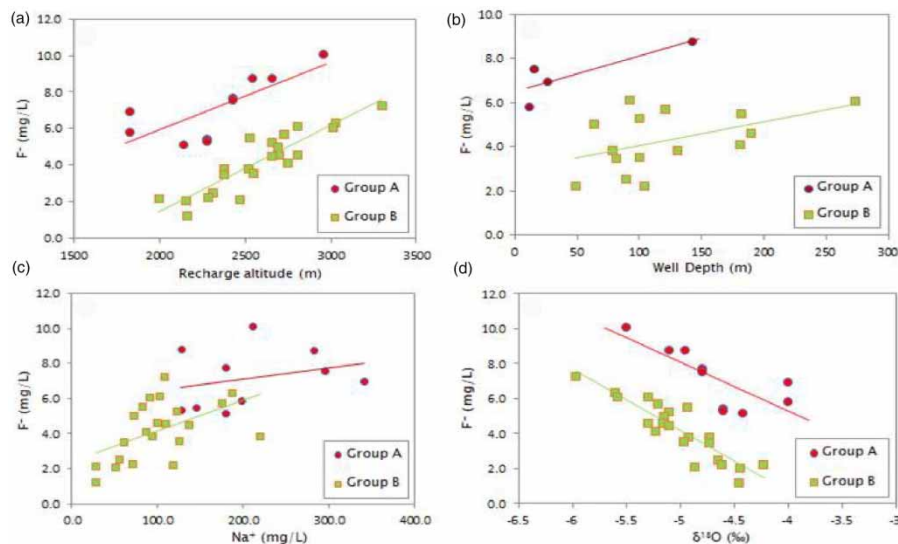 (a)
F⁻ (mg/L)
12.0
10.0
8.0
6.0
4.0
2.0
0.0
Group A
Group B
1500
2000
2500
3000
3500
Recharge altitude (m)
(b)
F⁻ (mg/L)
10.0
8.0
6.0
4.0
2.0
0.0
Group A
Group B
0
50
100
150
200
250
300
Well Depth (m)
(c)
F⁻ (mg/L)
12.0
10.0
8.0
6.0
4.0
2.0
0.0
Group A
Group B
0.0
100.0
200.0
300.0
400.0
Na⁺ (mg/L)
(d)
F⁻ (mg/L)
12.0
10.0
8.0
6.0
4.0
2.0
0.0
Group A
Group B
-6.5
-6
-5.5
-5
-4.5
-4
-3.5
-3
δ¹⁸O (‰)